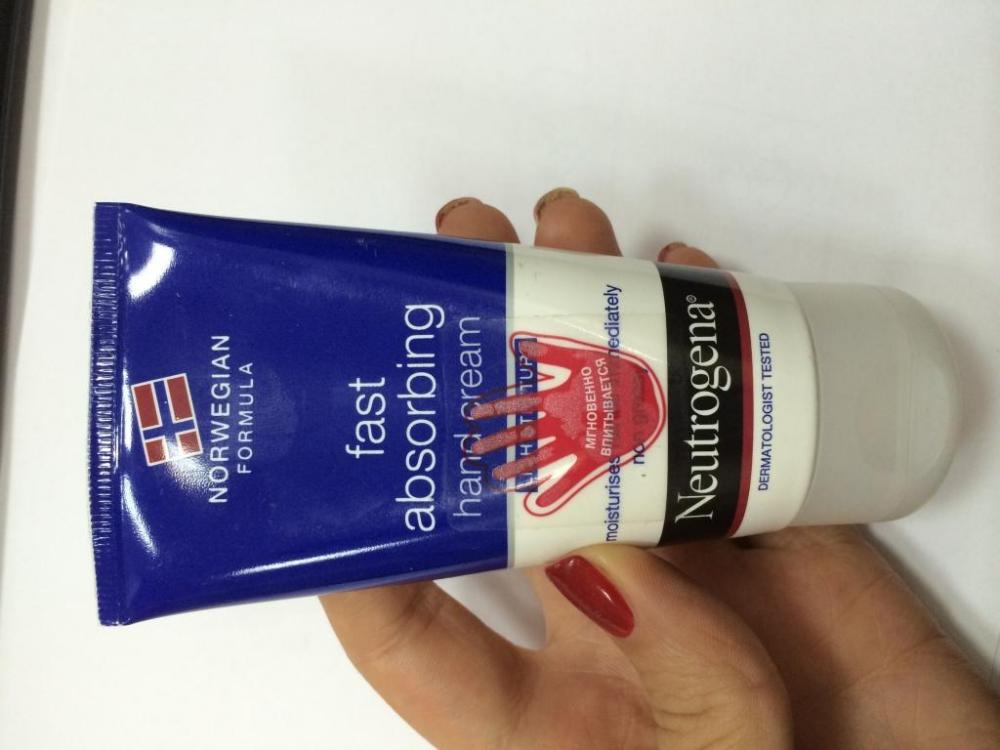 NORWEGIAN
FORMULA
fast
absorbing
hand cream
МГНОВЕННО
ВПИТЫВАЕТСЯ
moisturises
Neutrogena®
DERMATOLOGIST TESTED